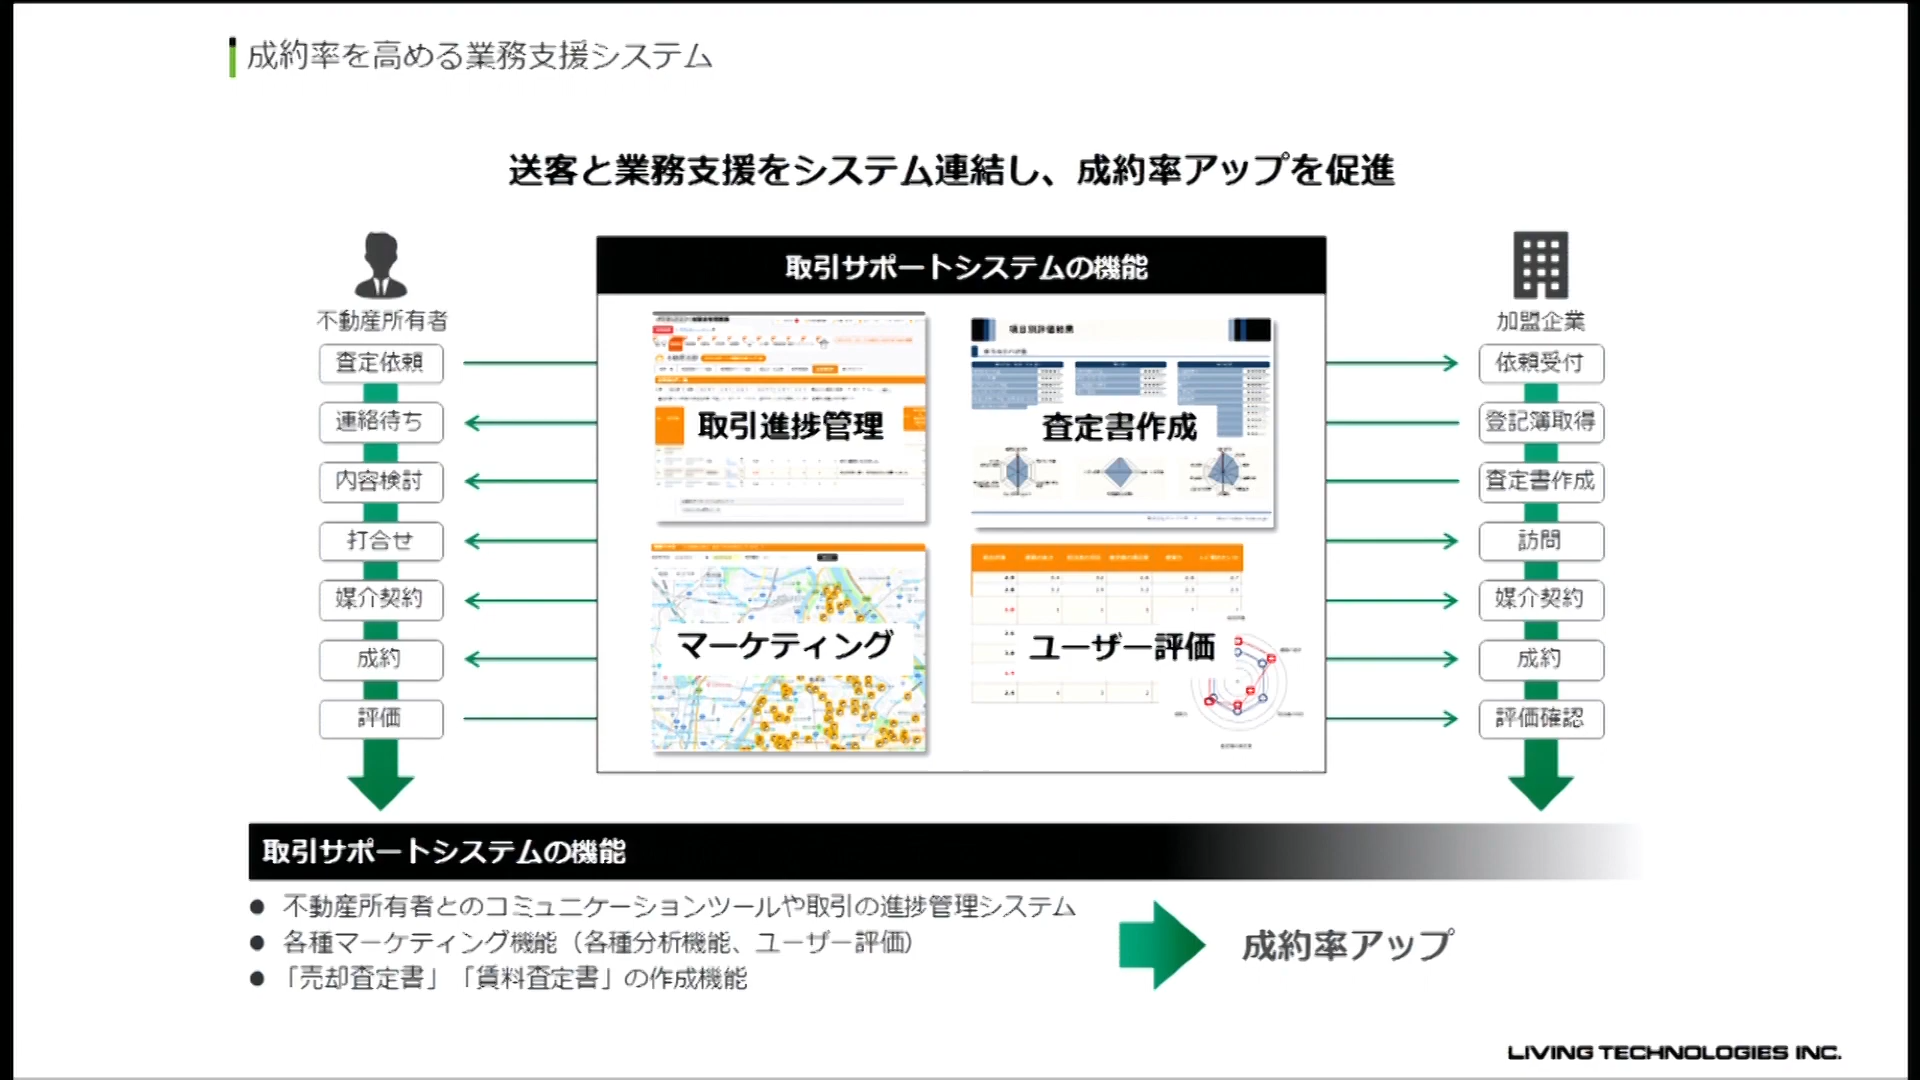 成約率を高める業務支援システム
送客と業務支援をシステム連結し、成約率アップを促進
不動産所有者
査定依頼
連絡待ち
内容検討
打合せ
媒介契約
成約
評価
取引サポートシステムの機能
取引進捗管理
項目別評価結果
査定書作成
マーケティング
ユーザー評価
加盟企業
依頼受付
登記簿取得
査定書作成
訪問
媒介契約
成約
評価確認
取引サポートシステムの機能
● 不動産所有者とのコミュニケーションツールや取引の進捗管理システム
● 各種マーケティング機能（各種分析機能、ユーザー評価）
● 「売却査定書」「賃料査定書」の作成機能
成約率アップ
LIVING TECHNOLOGIES INC.